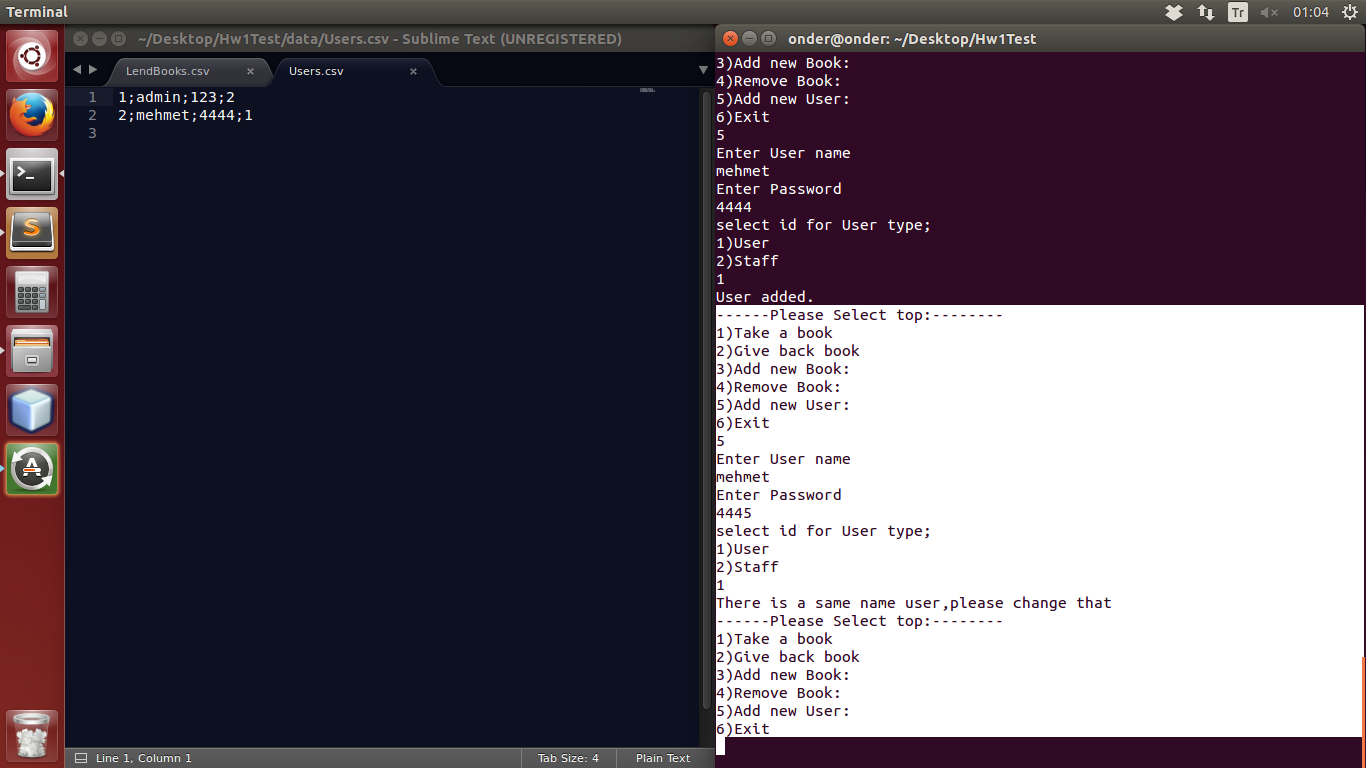 Terminal
Tr
01:04
~/Desktop/Hw1Test/data/Users.csv - Sublime Text (UNREGISTERED)
LendBooks.csv
Users.csv
1 1;admin;123;2
2 2;mehmet;4444;1
3
Line 1, Column 1
Tab Size: 4
Plain Text
onder@onder: ~/Desktop/Hw1Test
3)Add new Book:
4)Remove Book:
5)Add new User:
6)Exit
5
Enter User name
mehmet
Enter Password
4444
select id for User type;
1)User
2)Staff
1
User added.
------Please Select top:--------
1)Take a book
2)Give back book
3)Add new Book:
4)Remove Book:
5)Add new User:
6)Exit
5
Enter User name
mehmet
Enter Password
4445
select id for User type;
1)User
2)Staff
1
There is a same name user,please change that
------Please Select top:--------
1)Take a book
2)Give back book
3)Add new Book:
4)Remove Book:
5)Add new User:
6)Exit